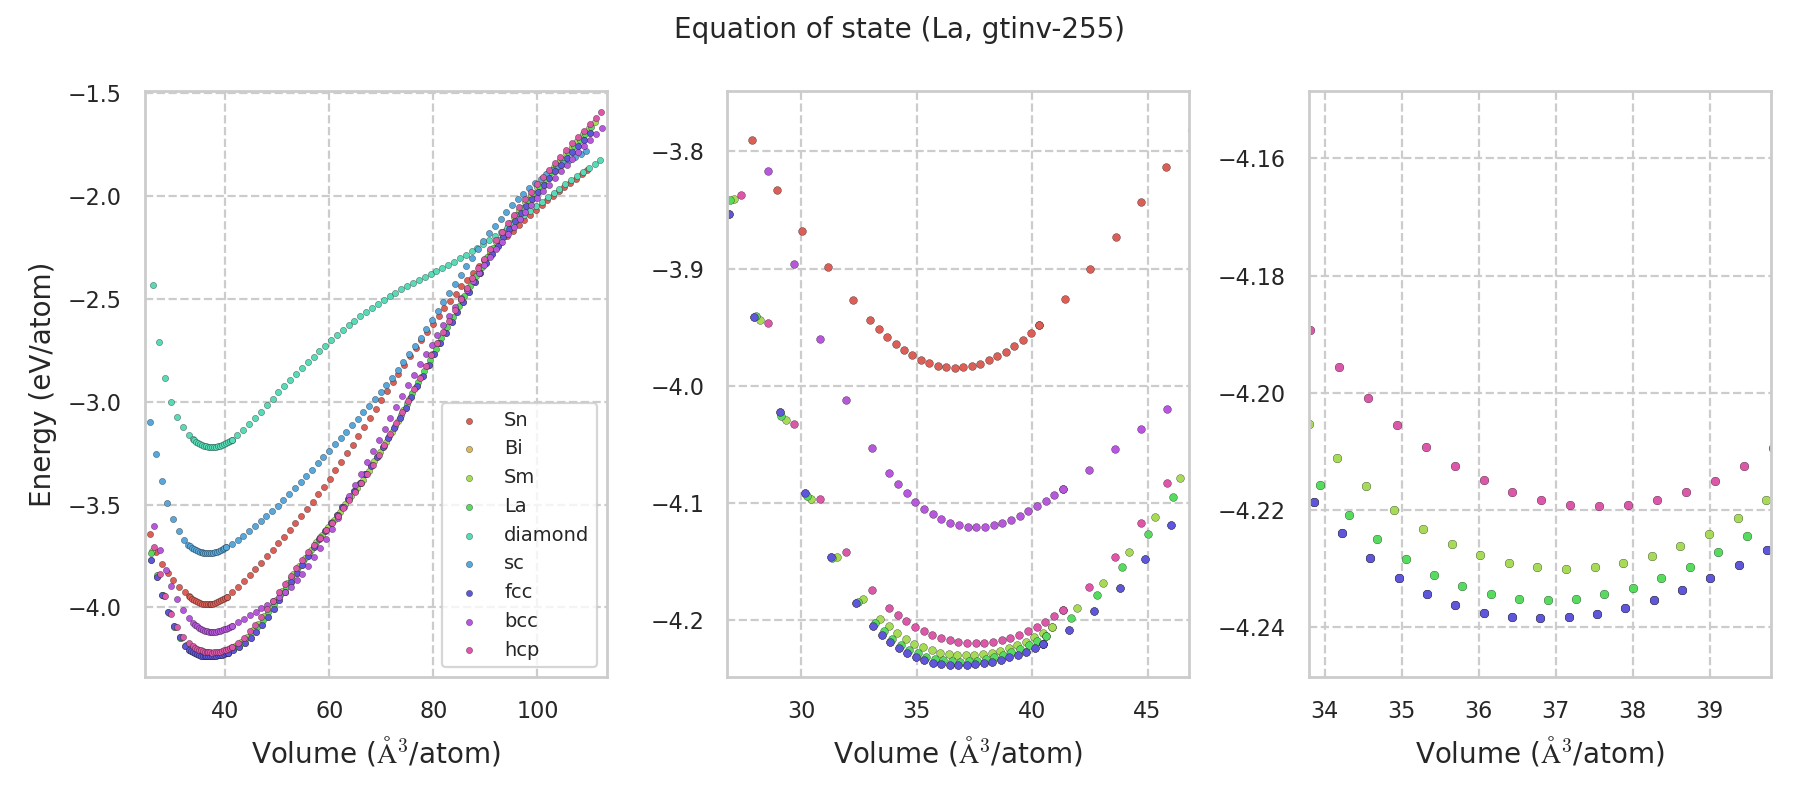 Equation of state (La, gtinv-255)
Energy (eV/atom)
−1.5
−2.0
−2.5
−3.0
−3.5
−4.0
40
60
80
100
Volume (Å³/atom)
Sn
Bi
Sm
La
diamond
sc
fcc
bcc
hcp
−3.8
−3.9
−4.0
−4.1
−4.2
30
35
40
45
Volume (Å³/atom)
−4.16
−4.18
−4.20
−4.22
−4.24
34
35
36
37
38
39
Volume (Å³/atom)